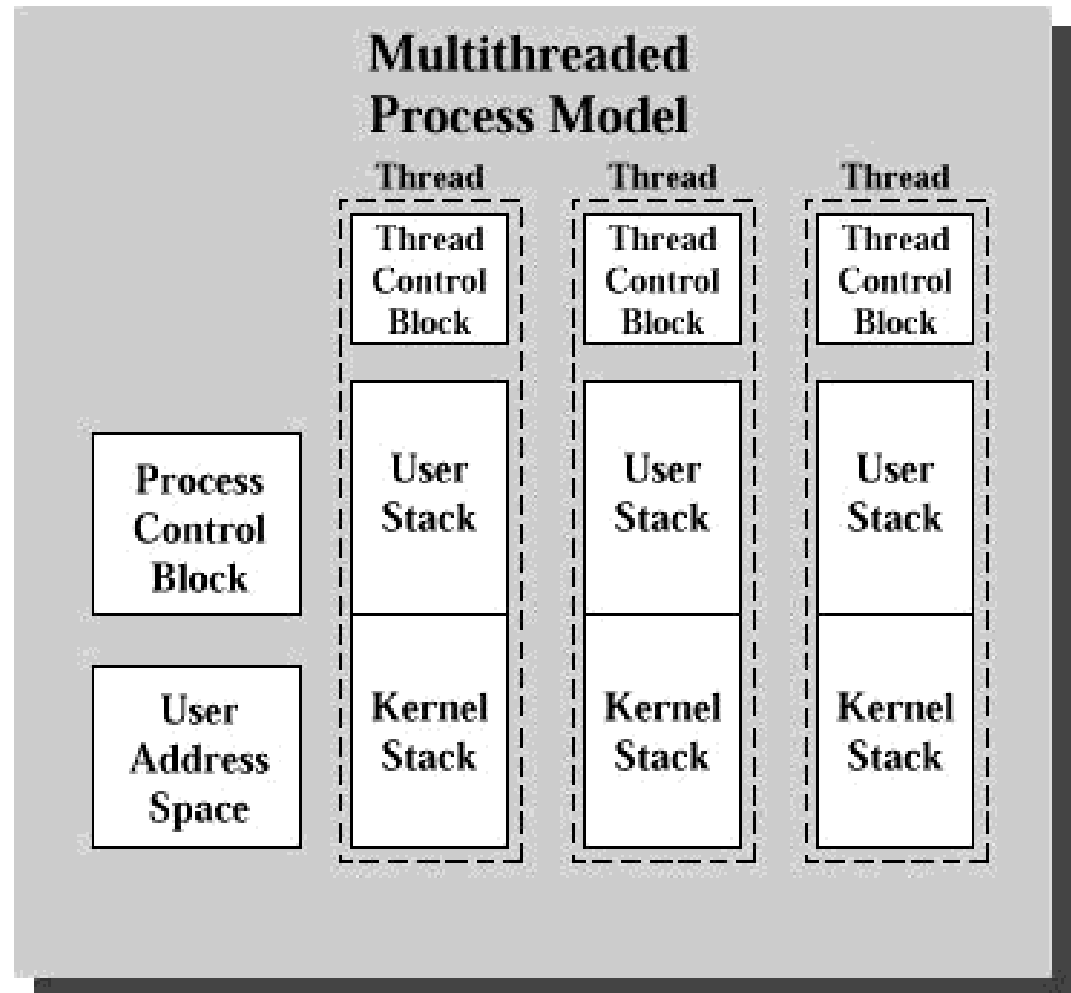 Multithreaded
Process Model
Thread
Thread
Control
Block
User
Stack
Kernel
Stack
Thread
Thread
Control
Block
User
Stack
Kernel
Stack
Thread
Thread
Control
Block
User
Stack
Kernel
Stack
Process
Control
Block
User
Address
Space